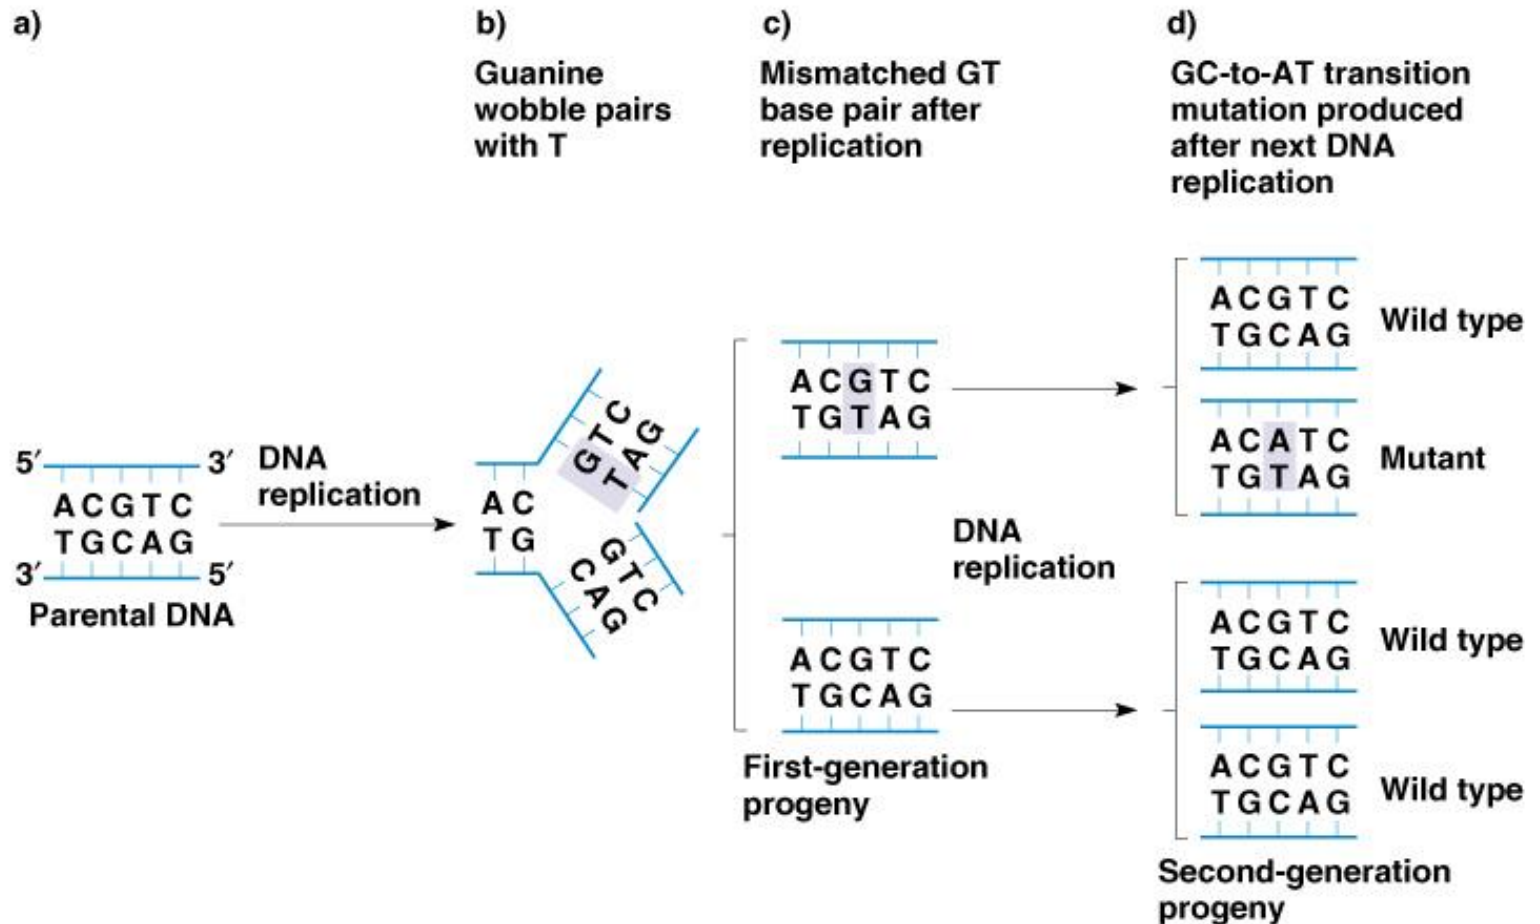 a)
b)
Guanine
wobble pairs
with T
c)
Mismatched GT
base pair after
replication
d)
GC-to-AT transition
mutation produced
after next DNA
replication
5′ 3′
ACGTC
TGCAG
3′ 5′
Parental DNA
DNA
replication
AC
TG
GTC
TAG
GTC
CAG
ACGTC
TGTAG
ACGTC
TGCAG
First-generation
progeny
DNA
replication
ACGTC
TGCAG
Wild type
ACATC
TGTAG
Mutant
ACGTC
TGCAG
Wild type
ACGTC
TGCAG
Wild type
Second-generation
progeny